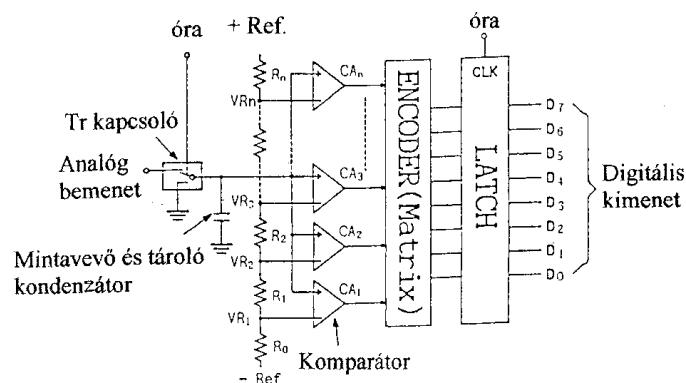 óra
+ Ref.
óra
Rn
CAn
CLK
VRn
D7
D6
Tr kapcsoló
D5
Analóg
bemenet
CA3
ENCODER(Matrix)
LATCH
D4
Digitális
kimenet
D3
R2
CA2
D2
VR2
D1
Mintavevő és tároló
kondenzátor
R1
CA1
D0
VR1
R0
Komparátor
- Ref